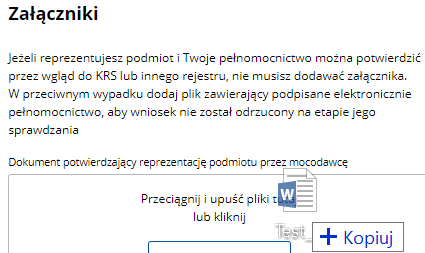 Załączniki
Jeżeli reprezentujesz podmiot i Twoje pełnomocnictwo można potwierdzić
przez wgląd do KRS lub innego rejestru, nie musisz dodawać załącznika.
W przeciwnym wypadku dodaj plik zawierający podpisane elektronicznie
pełnomocnictwo, aby wniosek nie został odrzucony na etapie jego
sprawdzania
Dokument potwierdzający reprezentację podmiotu przez mocodawcę
Przeciągnij i upuść pliki tutaj
lub kliknij
W
Test_
+ Kopiuj